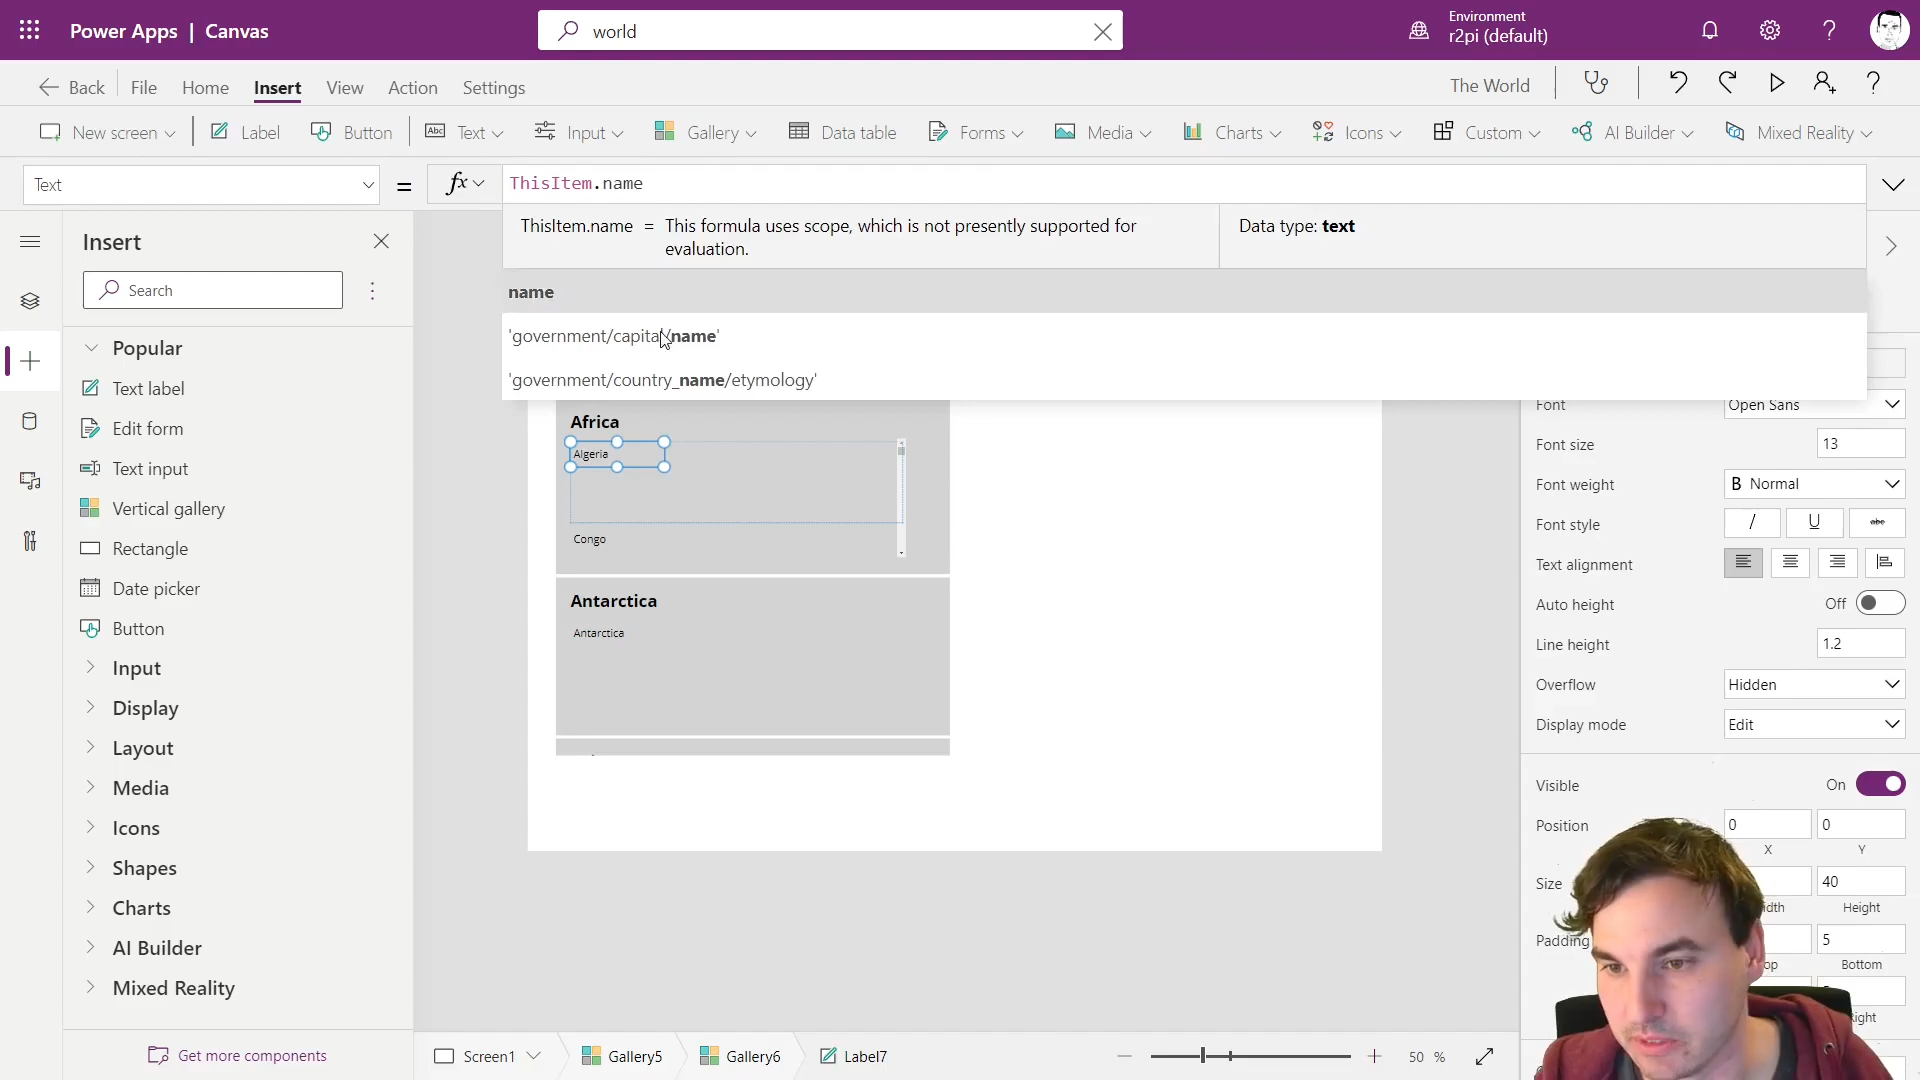 Power Apps | Canvas
world
Environment
r2pi (default)
Back
File
Home
Insert
View
Action
Settings
The World
New screen
Label
Button
Abc
Text
Input
Gallery
Data table
Forms
Media
Charts
Icons
Custom
AI Builder
Mixed Reality
Text
=
fx
ThisItem.name
ThisItem.name = This formula uses scope, which is not presently supported for
evaluation.
Data type: text
name
'government/capital/name'
'government/country_name/etymology'
Insert
Search
Popular
Text label
Edit form
Text input
Vertical gallery
Rectangle
Date picker
Button
Input
Display
Layout
Media
Icons
Shapes
Charts
AI Builder
Mixed Reality
Get more components
Africa
Algeria
Congo
Antarctica
Antarctica
Font
Open Sans
Font size
13
Font weight
B Normal
Font style
/
U
abc
Text alignment
Auto height
Off
Line height
1.2
Overflow
Hidden
Display mode
Edit
Visible
On
Position
0
0
X
Y
Size
40
Height
Padding
5
Bottom
Screen1
Gallery5
Gallery6
Label7
50 %